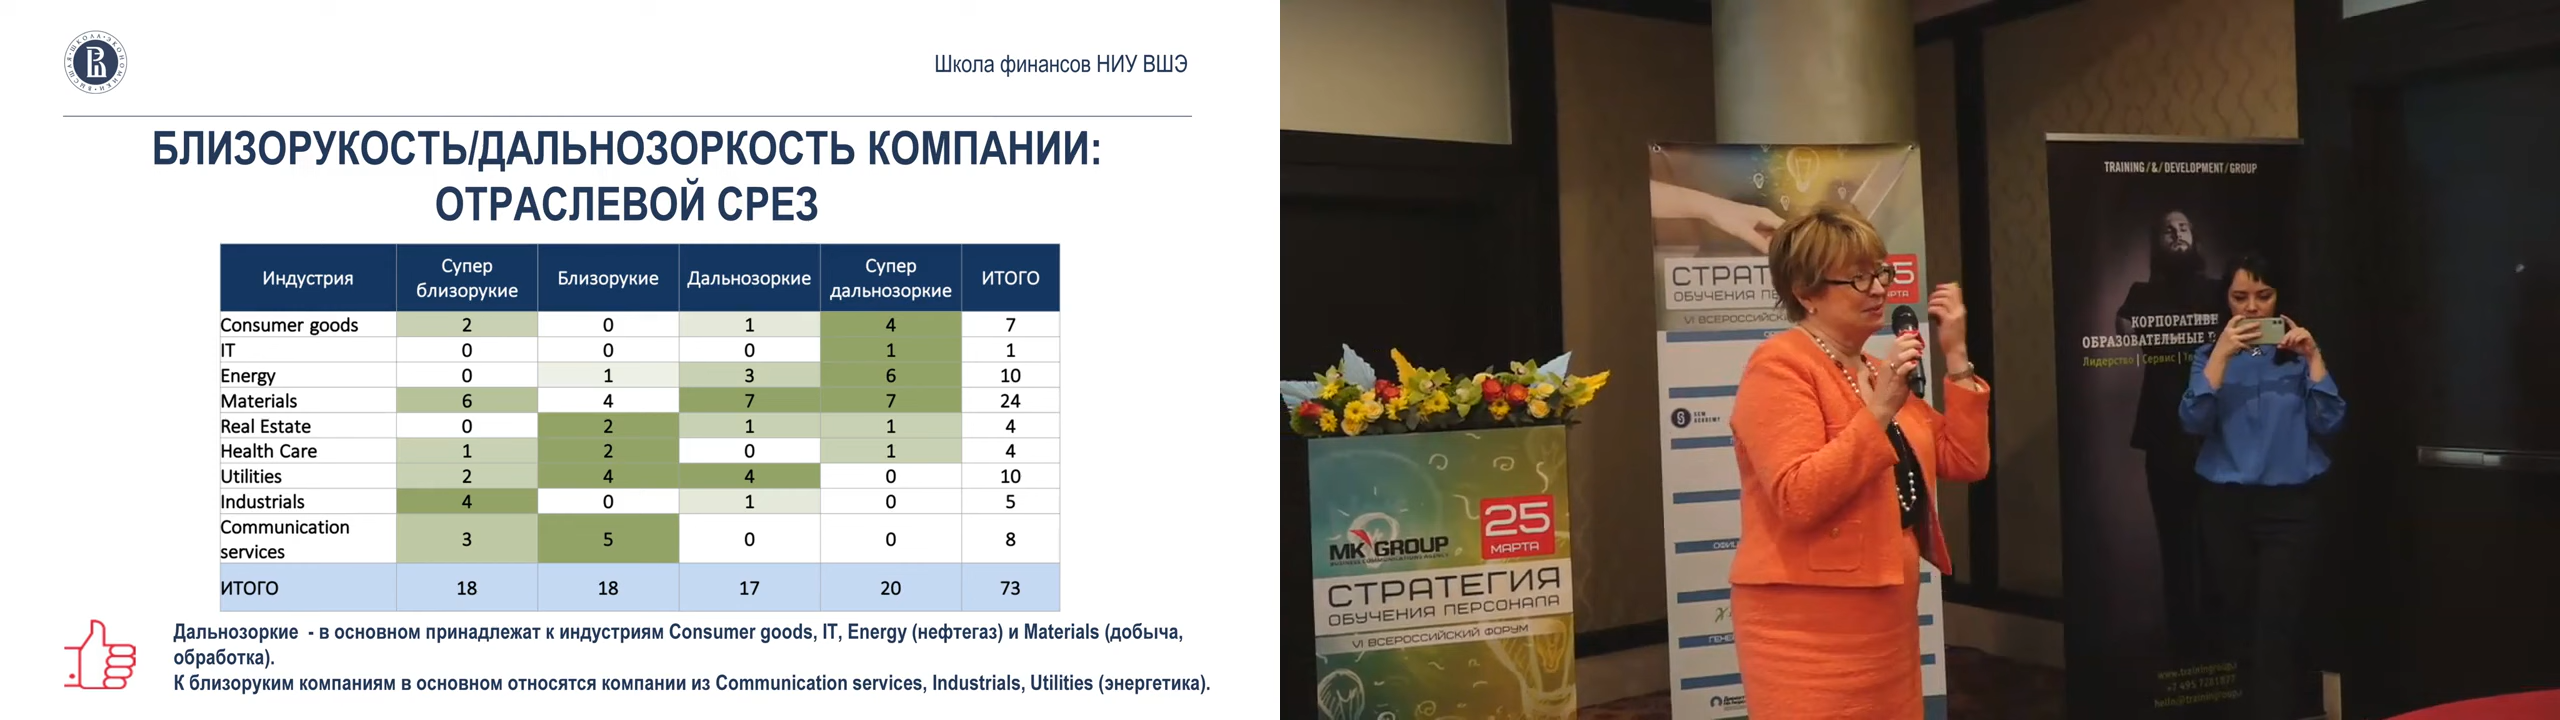 Школа финансов НИУ ВШЭ
БЛИЗОРУКОСТЬ/ДАЛЬНОЗОРКОСТЬ КОМПАНИИ:
ОТРАСЛЕВОЙ СРЕЗ
Индустрия Супер близорукие Близорукие Дальнозоркие Супер дальнозоркие ИТОГО
Consumer goods 2 0 1 4 7
IT 0 0 0 1 1
Energy 0 1 3 6 10
Materials 6 4 7 7 24
Real Estate 0 2 1 1 4
Health Care 1 2 0 1 4
Utilities 2 4 4 0 10
Industrials 4 0 1 0 5
Communication services 3 5 0 0 8
ИТОГО 18 18 17 20 73
Дальнозоркие - в основном принадлежат к индустриям Consumer goods, IT, Energy (нефтегаз) и Materials (добыча,
обработка).
К близоруким компаниям в основном относятся компании из Communication services, Industrials, Utilities (энергетика).
MK GROUP
25
МАРТА
СТРАТЕГИЯ
ОБУЧЕНИЯ ПЕРСОНАЛА
VI ВСЕРОССИЙСКИЙ ФОРУМ
СТРАТ
ОБУЧЕНИЯ ПЕ
TRAINING/&/DEVELOPMENT/GROUP
КОРПОРАТИВ
ОБРАЗОВАТЕЛЬНЫЕ
Лидерство | Сервис |